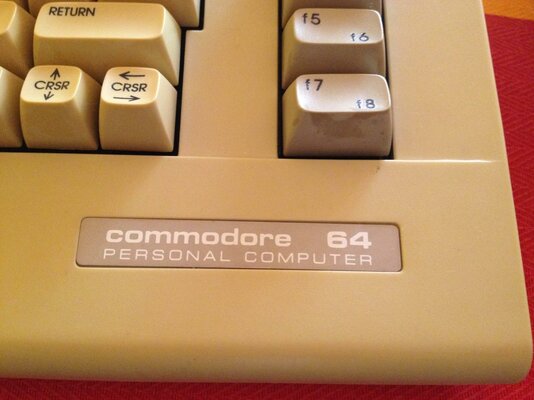 RETURN
f5
f6
CRSR
CRSR
f7
f8
commodore 64
PERSONAL COMPUTER